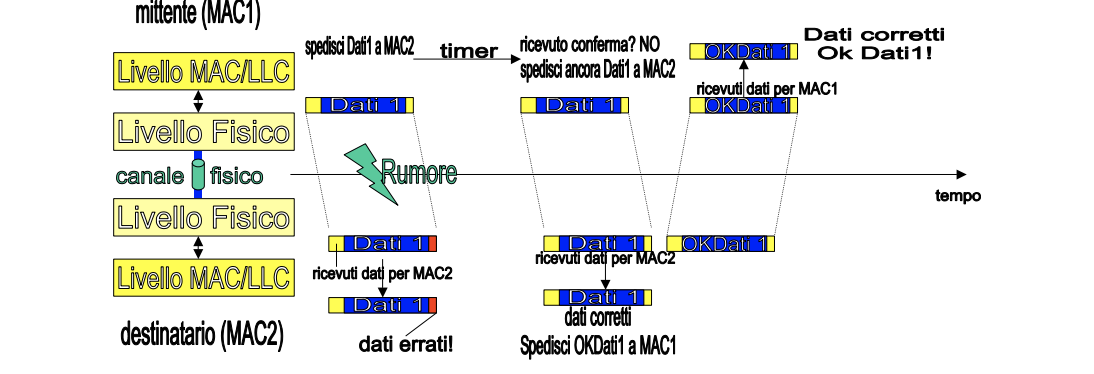 mittente (MAC1)
Livello MAC/LLC
Livello Fisico
canale fisico
Livello Fisico
Livello MAC/LLC
destinatario (MAC2)
spedisci Dati1 a MAC2
timer
ricevuto conferma? NO
spedisci ancora Dati1 a MAC2
Dati 1
Dati 1
OKDati 1
Dati corretti
Ok Dati1!
ricevuti dati per MAC1
OKDati 1
Rumore
tempo
Dati 1
ricevuti dati per MAC2
Dati 1
dati errati!
Dati 1
ricevuti dati per MAC2
Dati 1
dati corretti
Spedisci OKDati1 a MAC1
OKDati 1